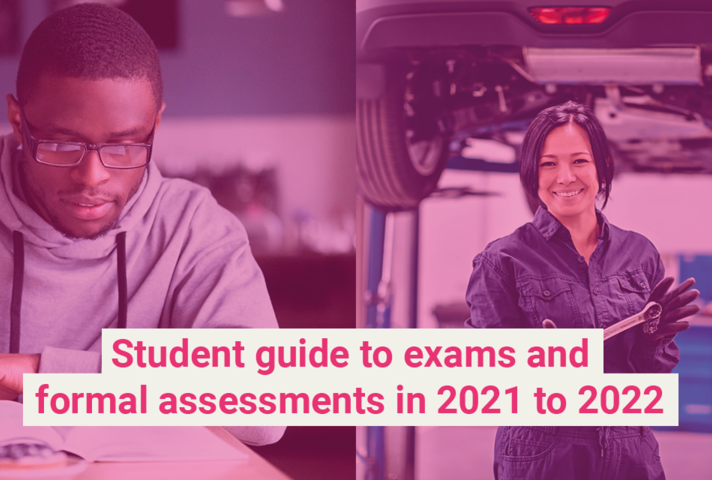 Student guide to exams and
formal assessments in 2021 to 2022